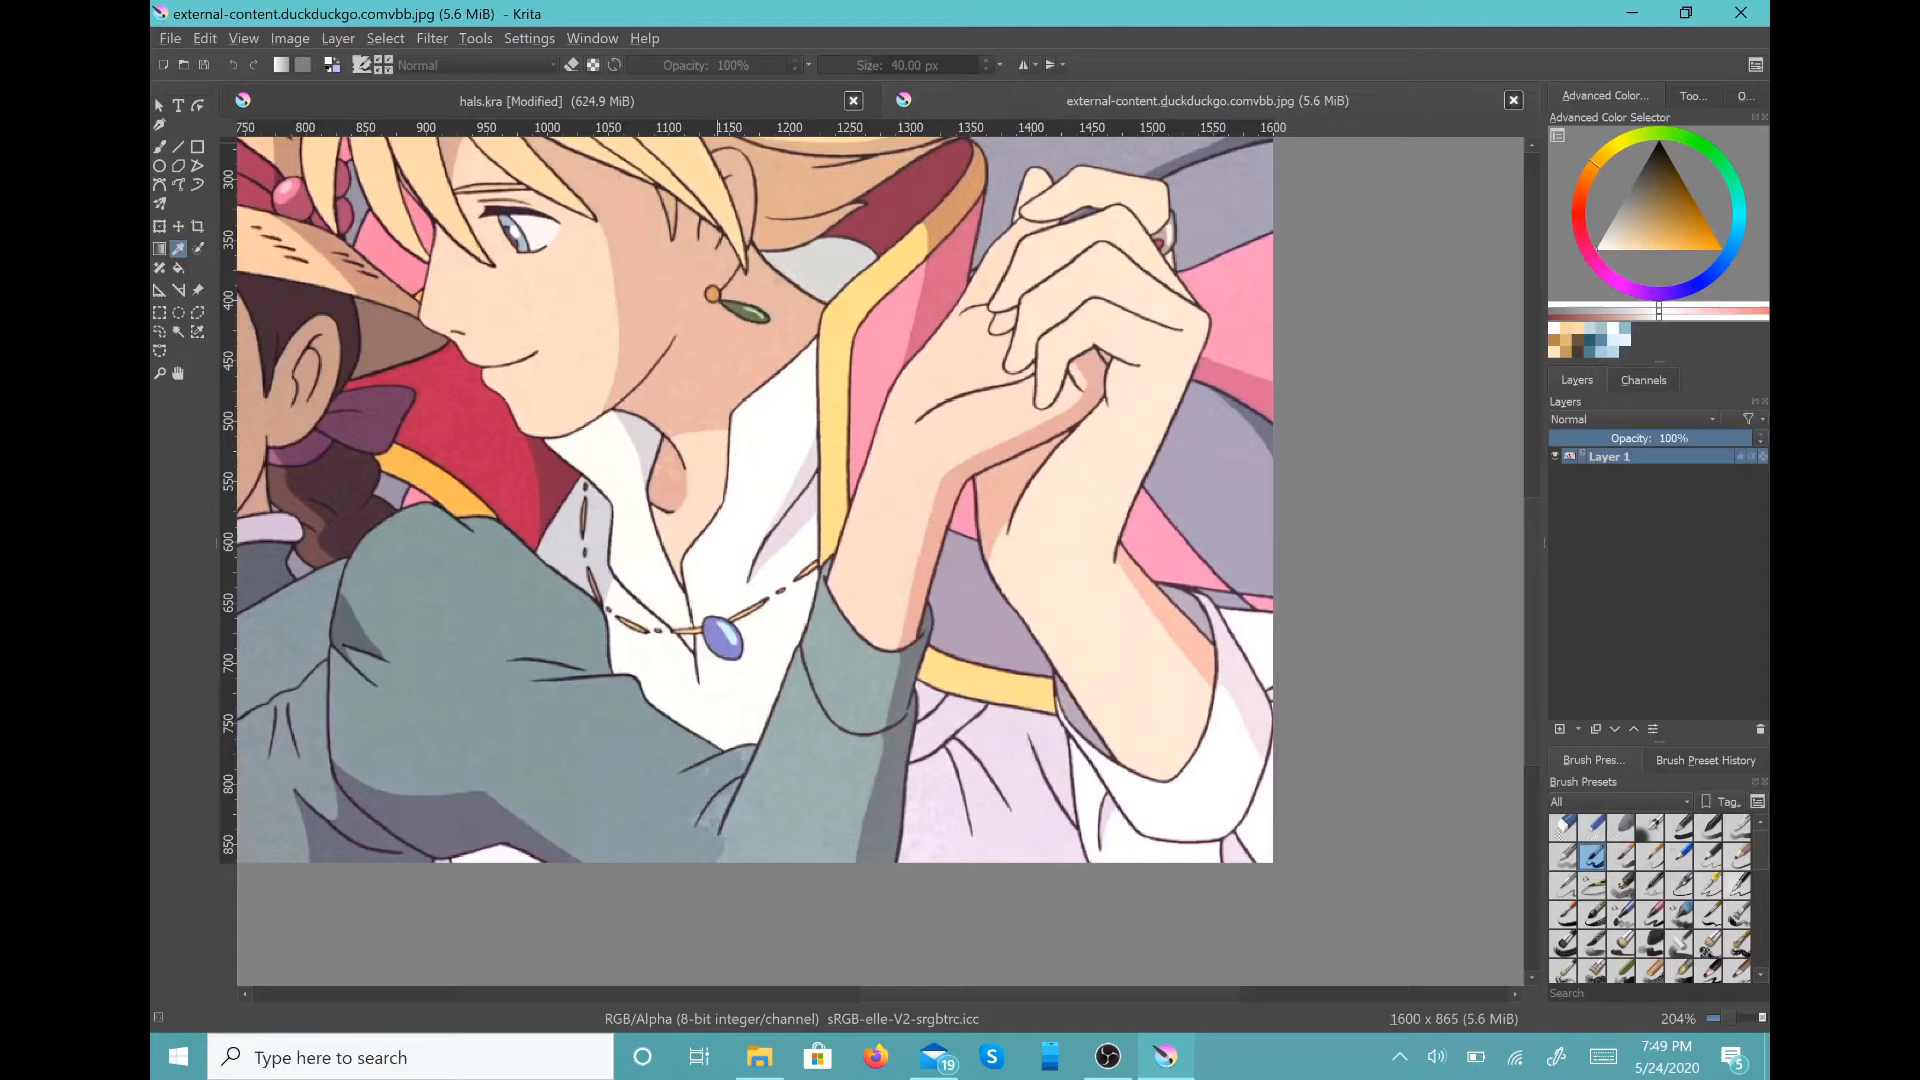 external-content.duckduckgo.comvbb.jpg (5.6 MiB)  - Krita
File Edit View Image Layer Select Filter Tools Settings Window Help
Normal Opacity: 100% Size: 40.00 px
hals.kra [Modified]  (624.9 MiB) external-content.duckduckgo.comvbb.jpg (5.6 MiB)
Advanced Color... Too... O...
Advanced Color Selector
750 800 850 900 950 1000 1050 1100 1150 1200 1250 1300 1350 1400 1450 1500 1550 1600
300
350
400
450
500
550
600
650
700
750
800
850
Layers Channels
Layers
Normal
Opacity:  100%
Layer 1
Brush Pres... Brush Preset History
Brush Presets
All Tag
Search
RGB/Alpha (8-bit integer/channel)  sRGB-elle-V2-srgbtrc.icc 1600 x 865 (5.6 MiB) 204%
Type here to search 19 7:49 PM
5/24/2020 5